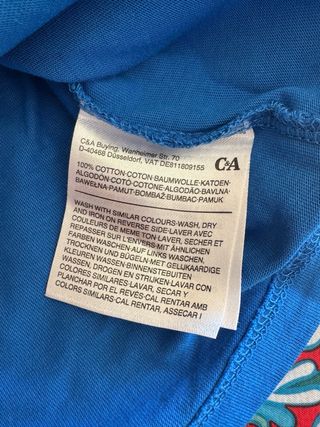 C&A Buying, Wanheimer Str. 70
D-40468 Düsseldorf, VAT DE811809155
C&A
100% COTTON-COTON-BAUMWOLLE-KATOEN-
ALGODÓN-COTO-COTONE-ALGODÃO-BAVLNA-
BAWEŁNA-PAMUT-BOMBAŽ-BUMBAC-PAMUK
WASH WITH SIMILAR COLOURS-WASH, DRY
AND IRON ON REVERSE SIDE-LAVER AVEC
COULEURS DE MEME TON-LAVER, SECHER ET
REPASSER SUR L'ENVERS-MIT ÄHNLICHEN
FARBEN WASCHEN-AUF LINKS WASCHEN,
TROCKNEN UND BÜGELN-MET GELIJKAARDIGE
KLEUREN WASSEN-BINNENSTEBUITEN
WASSEN, DROGEN EN STRIJKEN-LAVAR CON
COLORES SIMILARES-LAVAR, SECAR Y
PLANCHAR POR EL REVES-CAL RENTAR AMB
COLORS SIMILARS-CAL RENTAR, ASSECAR I